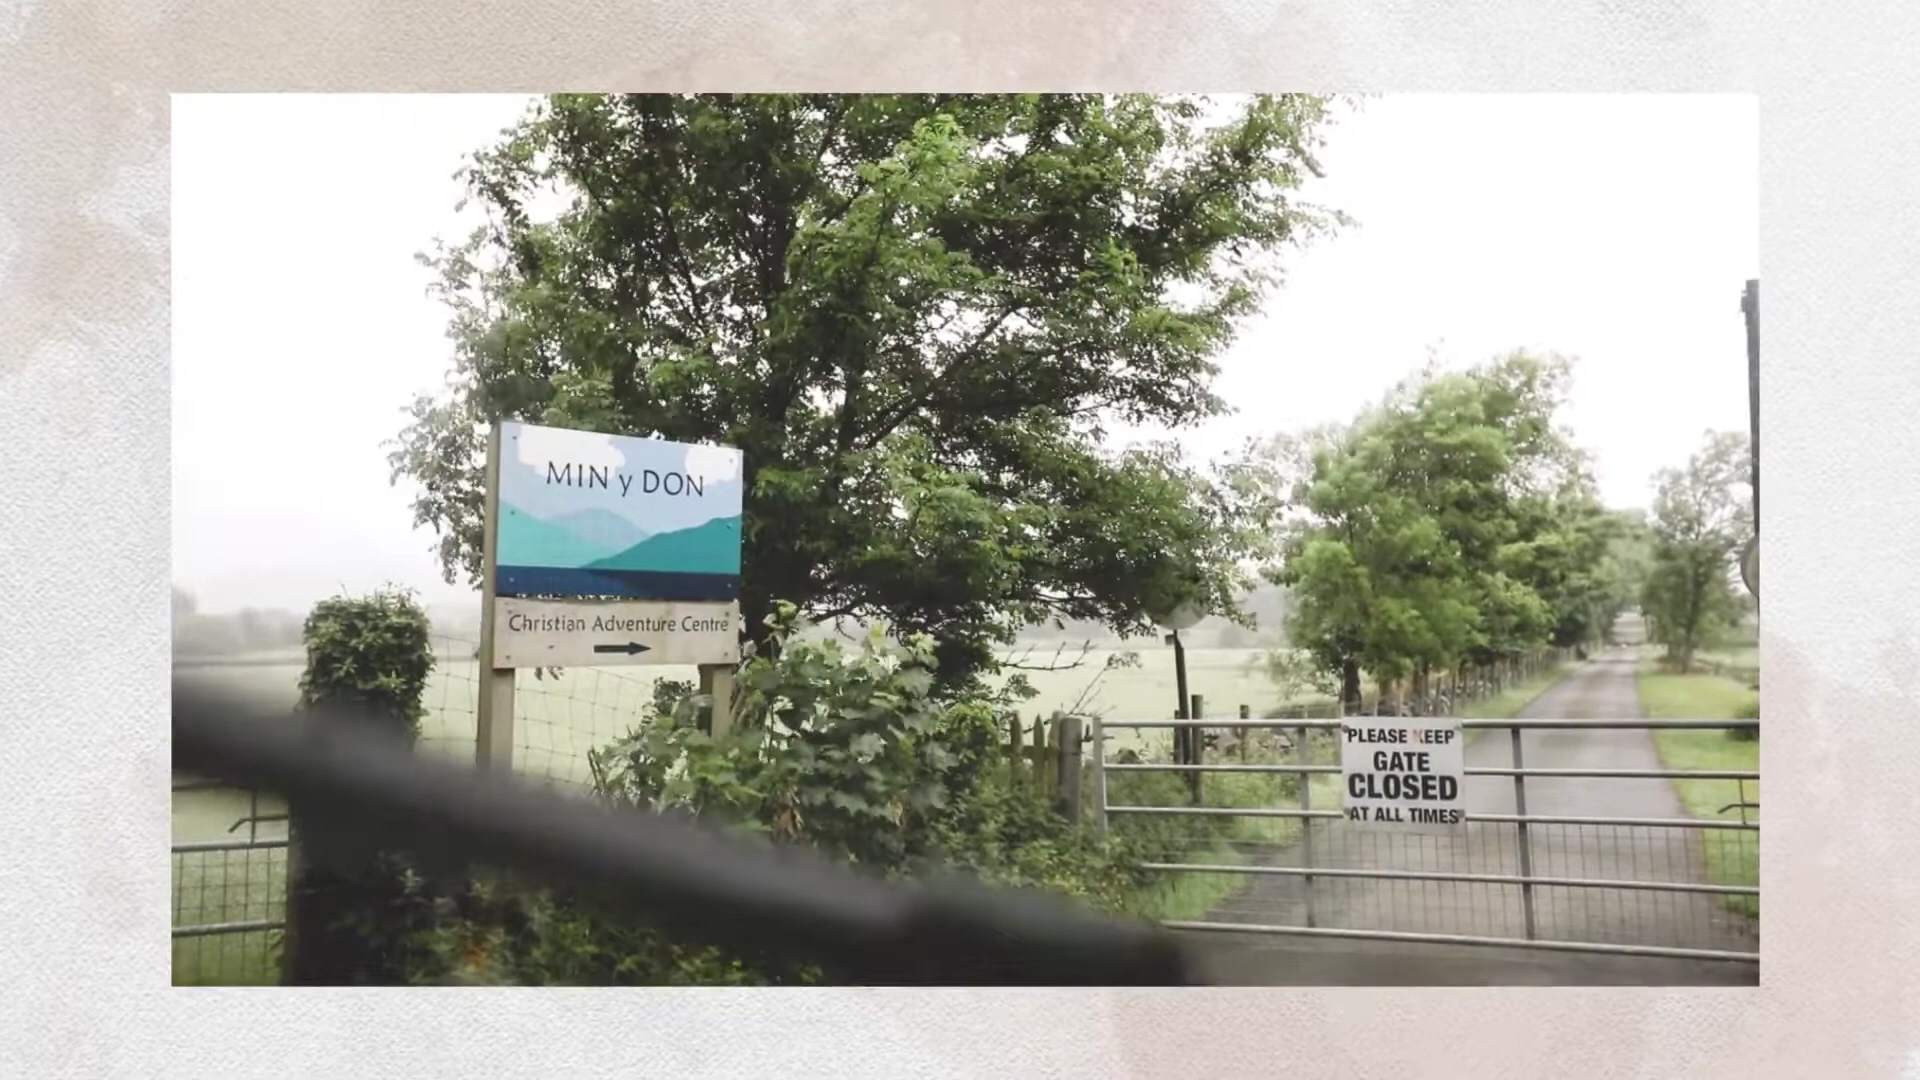 MIN y DON
Christian Adventure Centre
PLEASE KEEP
GATE
CLOSED
AT ALL TIMES